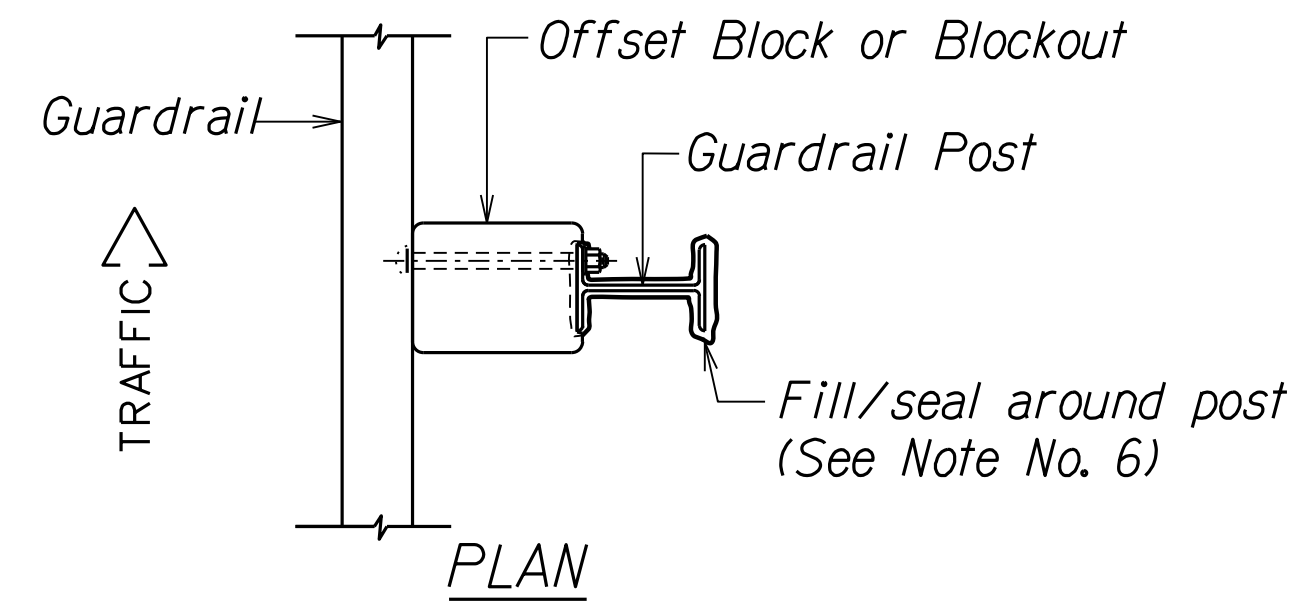 Offset Block or Blockout
Guardrail
Guardrail Post
TRAFFIC
Fill/seal around post
(See Note No. 6)
PLAN